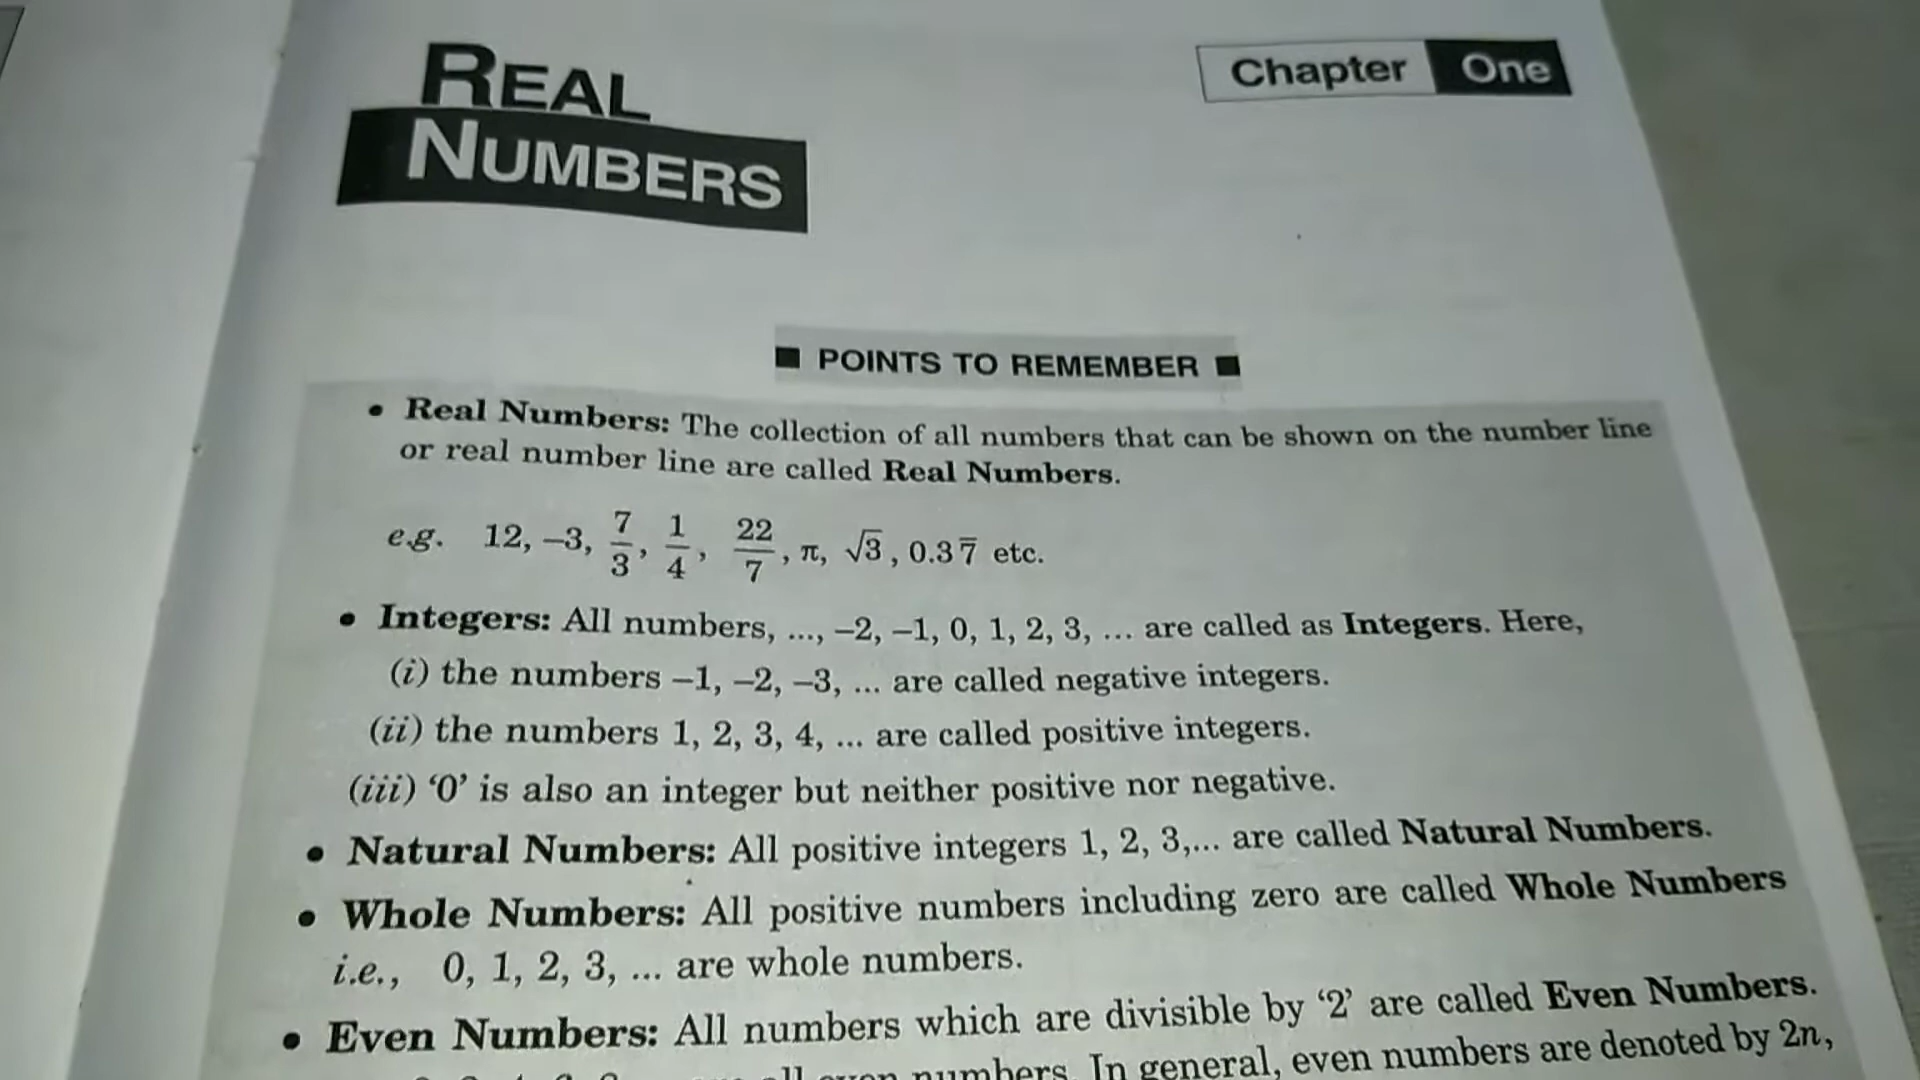 REAL
NUMBERS
Chapter One
POINTS TO REMEMBER
• Real Numbers: The collection of all numbers that can be shown on the number line
or real number line are called Real Numbers.
e.g. 12, –3, 7/3, 1/4, 22/7, π, √3, 0.37̅ etc.
• Integers: All numbers, ..., –2, –1, 0, 1, 2, 3, ... are called as Integers. Here,
(i) the numbers –1, –2, –3, ... are called negative integers.
(ii) the numbers 1, 2, 3, 4, ... are called positive integers.
(iii) ‘0’ is also an integer but neither positive nor negative.
• Natural Numbers: All positive integers 1, 2, 3,... are called Natural Numbers.
• Whole Numbers: All positive numbers including zero are called Whole Numbers
i.e., 0, 1, 2, 3, ... are whole numbers.
• Even Numbers: All numbers which are divisible by ‘2’ are called Even Numbers.
even numbers. In general, even numbers are denoted by 2n,